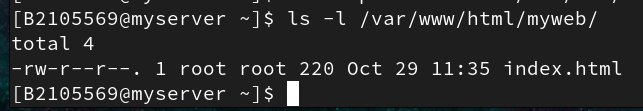 [B2105569@myserver ~]$ ls -l /var/www/html/myweb/
total 4
-rw-r--r--. 1 root root 220 Oct 29 11:35 index.html
[B2105569@myserver ~]$